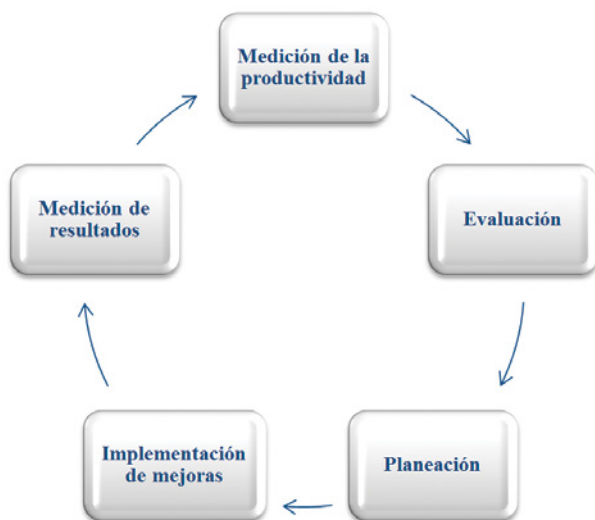 Medición de la
productividad
Evaluación
Planeación
Implementación
de mejoras
Medición de
resultados